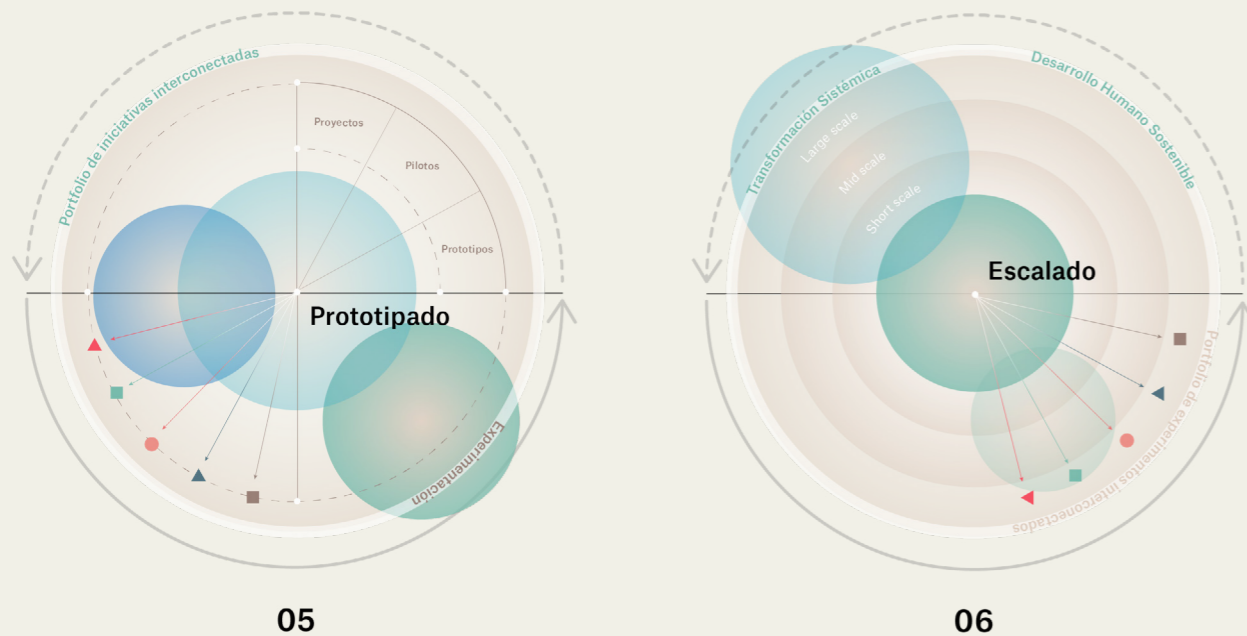 Portfolio de iniciativas interconectadas
Proyectos
Pilotos
Prototipos
Prototipado
Experimentación
05
Transformación Sistémica
Desarrollo Humano Sostenible
Large scale
Mid scale
Short scale
Escalado
Portfolio de experimentos interconectados
06